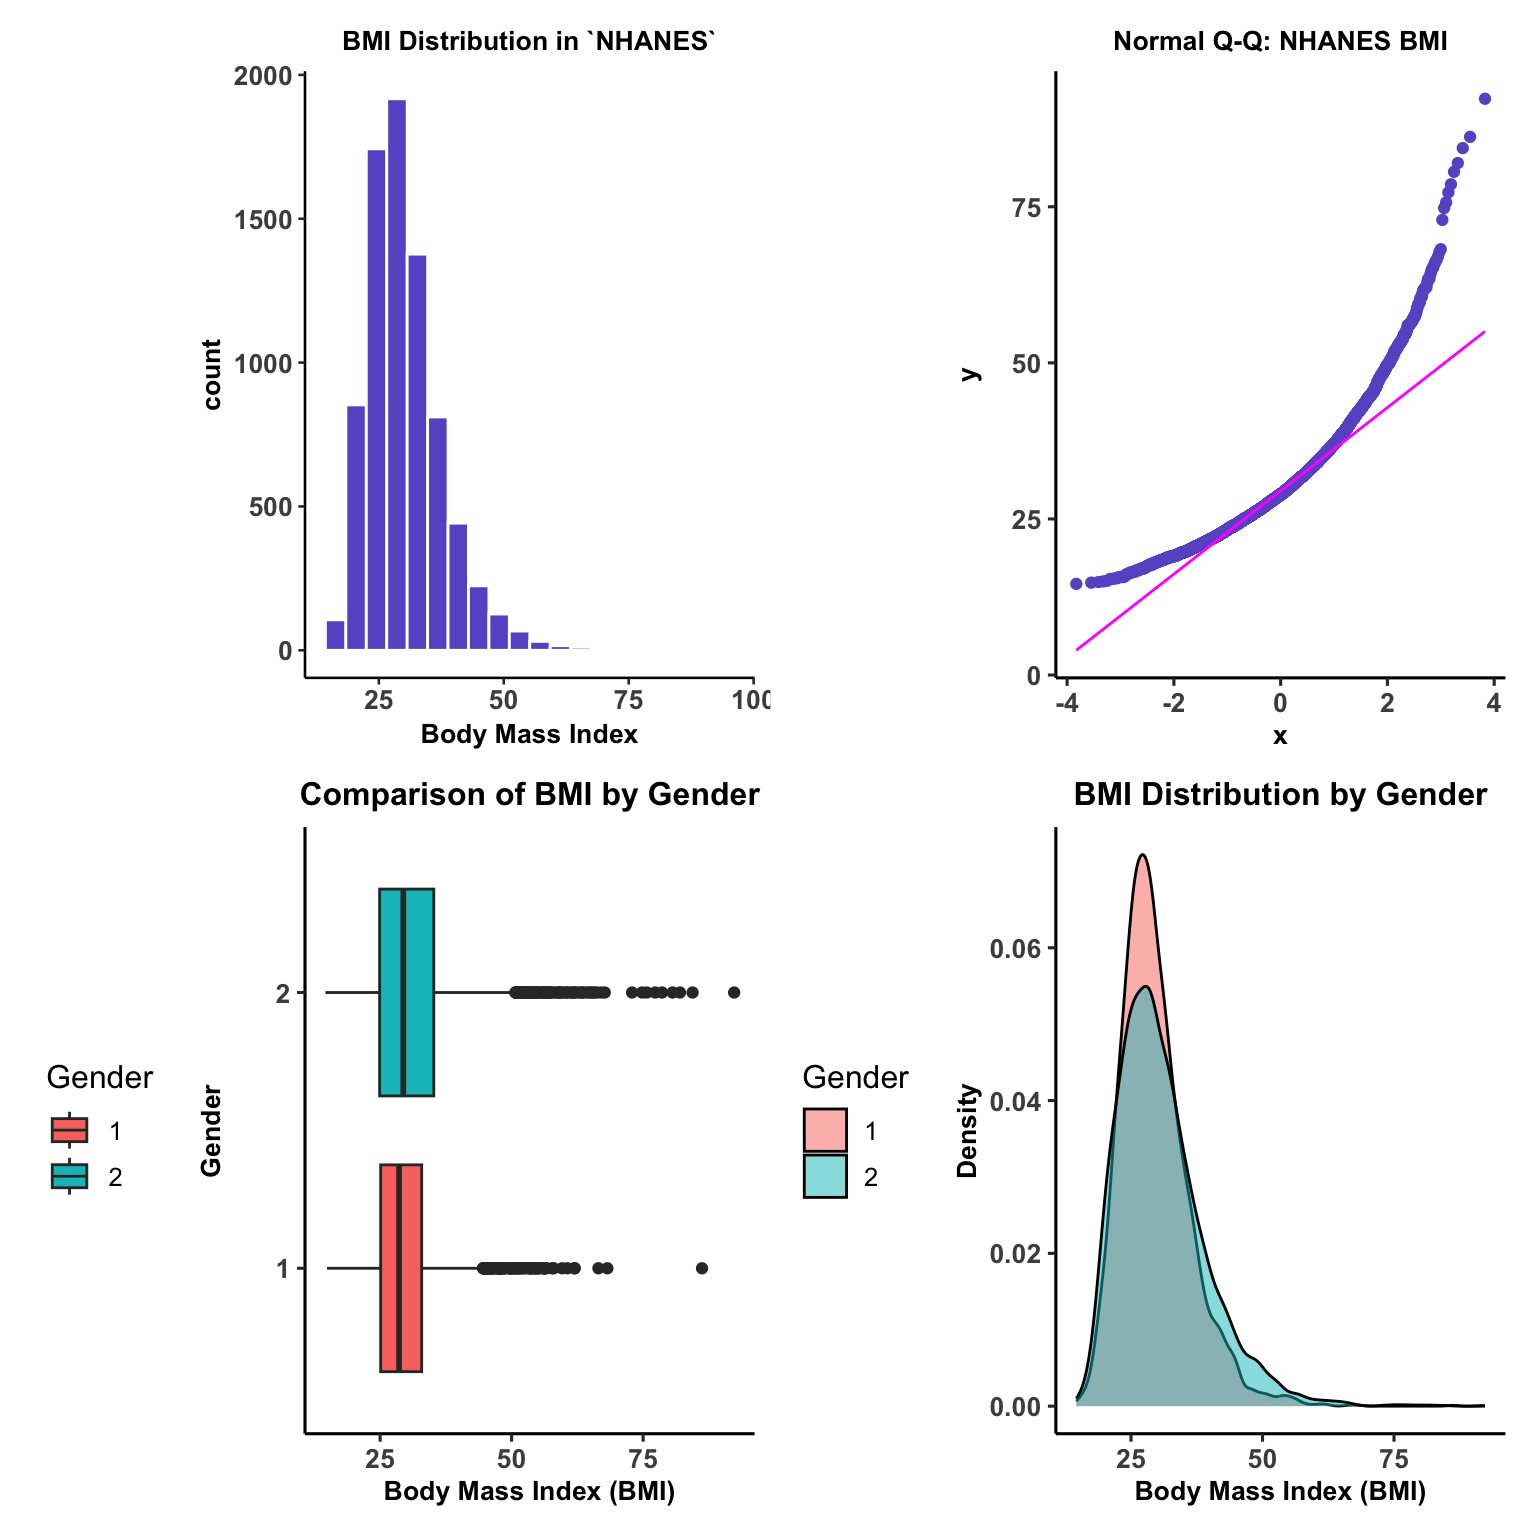 BMI Distribution in `NHANES`
2000
1500
1000
500
0
count
25 50 75 100
Body Mass Index
Normal Q-Q: NHANES BMI
75
50
25
0
y
-4 -2 0 2 4
x
Comparison of BMI by Gender
Gender
1
2
Gender
2
1
25 50 75
Body Mass Index (BMI)
BMI Distribution by Gender
Gender
1
2
Density
0.06
0.04
0.02
0.00
25 50 75
Body Mass Index (BMI)